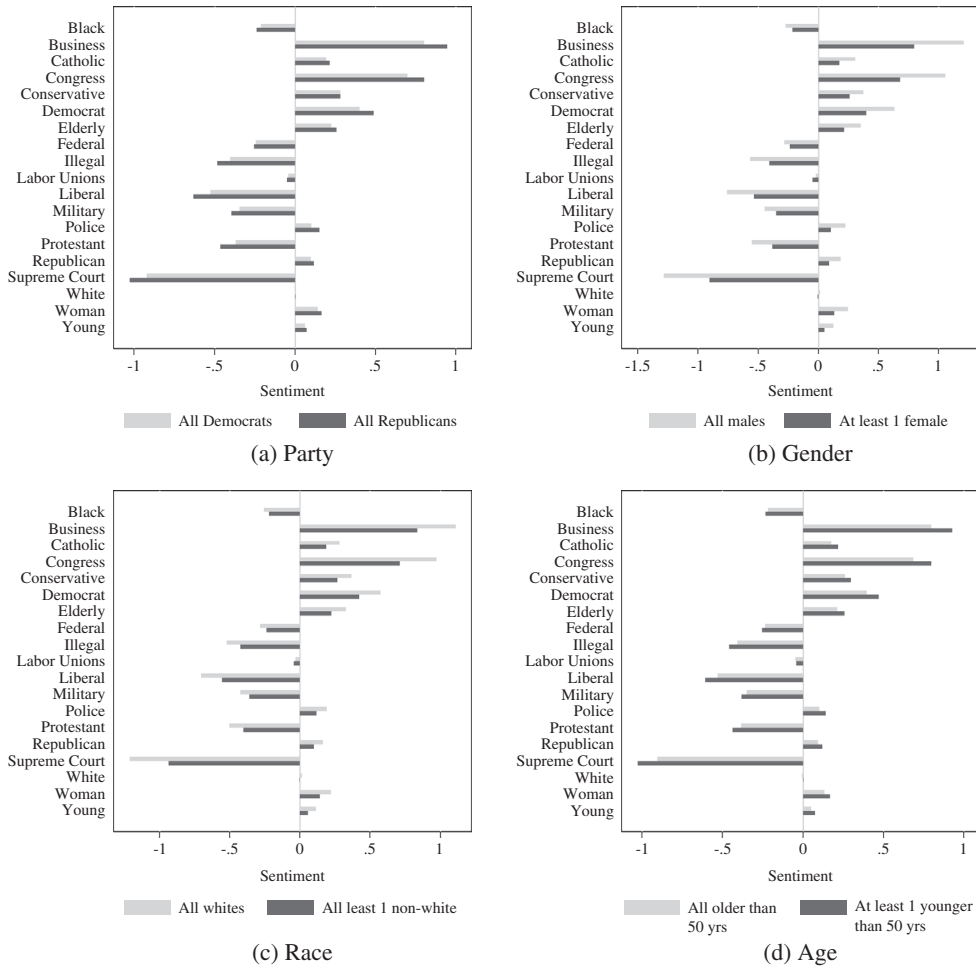 Black
Business
Catholic
Congress
Conservative
Democrat
Elderly
Federal
Illegal
Labor Unions
Liberal
Military
Police
Protestant
Republican
Supreme Court
White
Woman
Young
-1 -.5 0 .5 1
Sentiment
All Democrats All Republicans
(a) Party
Black
Business
Catholic
Congress
Conservative
Democrat
Elderly
Federal
Illegal
Labor Unions
Liberal
Military
Police
Protestant
Republican
Supreme Court
White
Woman
Young
-1.5 -1 -.5 0 .5 1
Sentiment
All males At least 1 female
(b) Gender
Black
Business
Catholic
Congress
Conservative
Democrat
Elderly
Federal
Illegal
Labor Unions
Liberal
Military
Police
Protestant
Republican
Supreme Court
White
Woman
Young
-1 -.5 0 .5 1
Sentiment
All whites All least 1 non-white
(c) Race
Black
Business
Catholic
Congress
Conservative
Democrat
Elderly
Federal
Illegal
Labor Unions
Liberal
Military
Police
Protestant
Republican
Supreme Court
White
Woman
Young
-1 -.5 0 .5 1
Sentiment
All older than At least 1 younger
50 yrs than 50 yrs
(d) Age